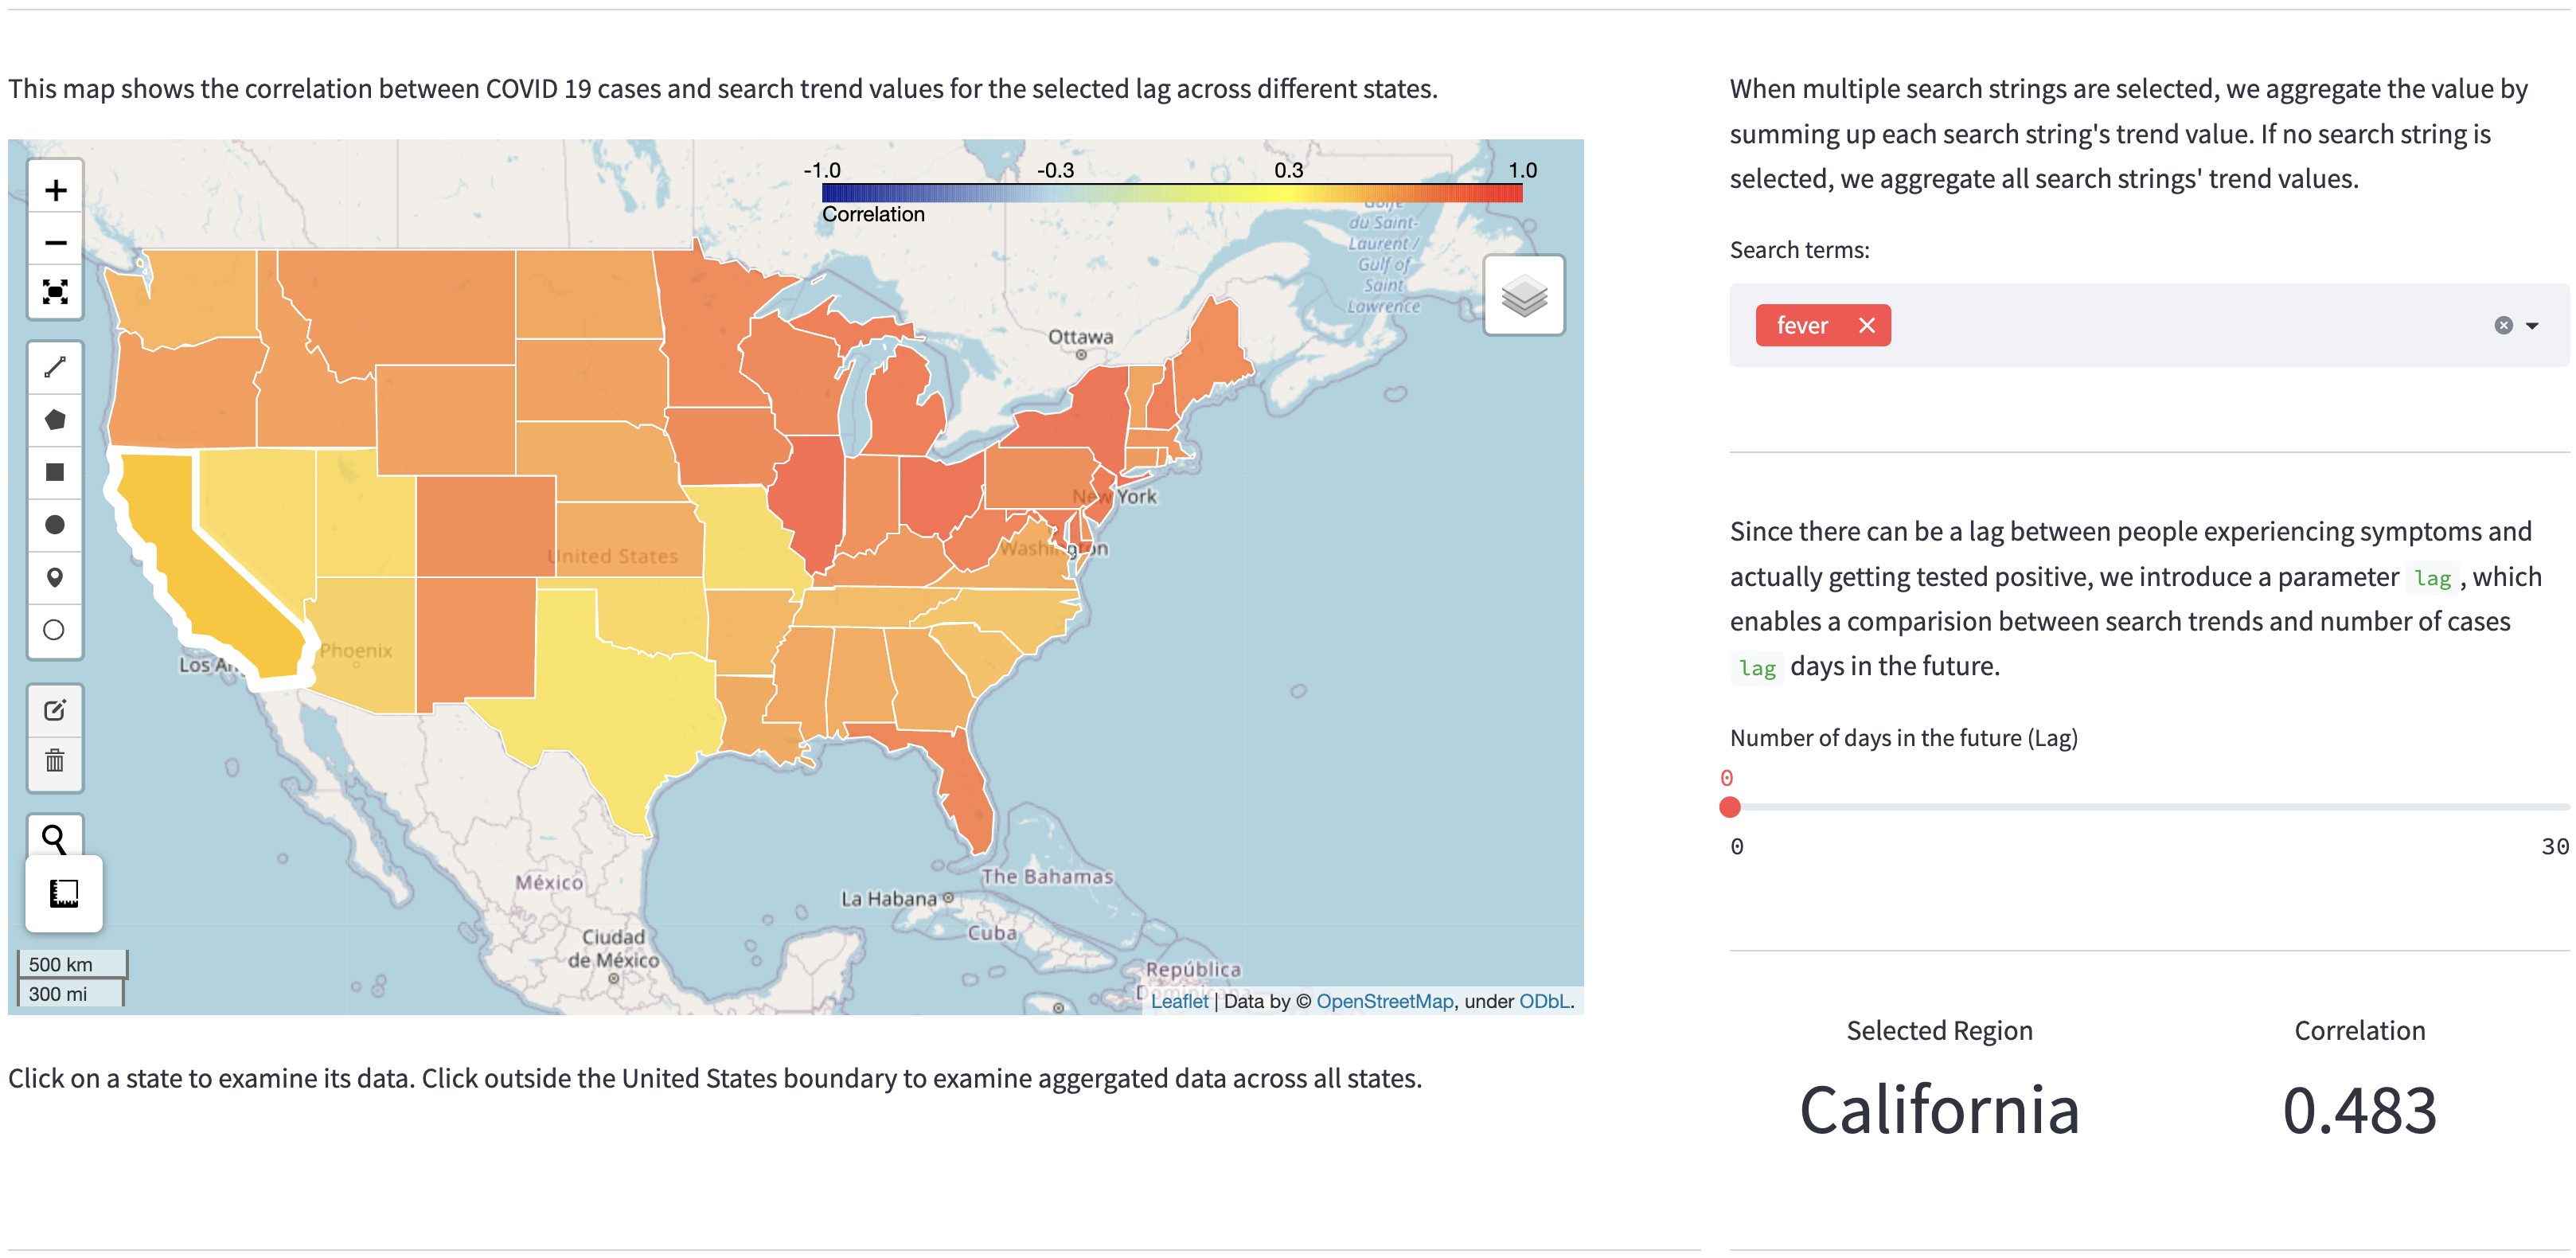 This map shows the correlation between COVID 19 cases and search trend values for the selected lag across different states.
-1.0 -0.3 0.3 1.0
Correlation
Golfe
du Saint-
Laurent /
Gulf of
Saint
Lawrence
Ottawa
New York
Washington
United States
Phoenix
Los An
México
Ciudad
de México
La Habana
The Bahamas
Cuba
República
Dominicana
500 km
300 mi
Leaflet | Data by © OpenStreetMap, under ODbL.
Click on a state to examine its data. Click outside the United States boundary to examine aggergated data across all states.
When multiple search strings are selected, we aggregate the value by
summing up each search string's trend value. If no search string is
selected, we aggregate all search strings' trend values.
Search terms:
fever
Since there can be a lag between people experiencing symptoms and
actually getting tested positive, we introduce a parameter lag , which
enables a comparision between search trends and number of cases
lag days in the future.
Number of days in the future (Lag)
0
0 30
Selected Region Correlation
California 0.483